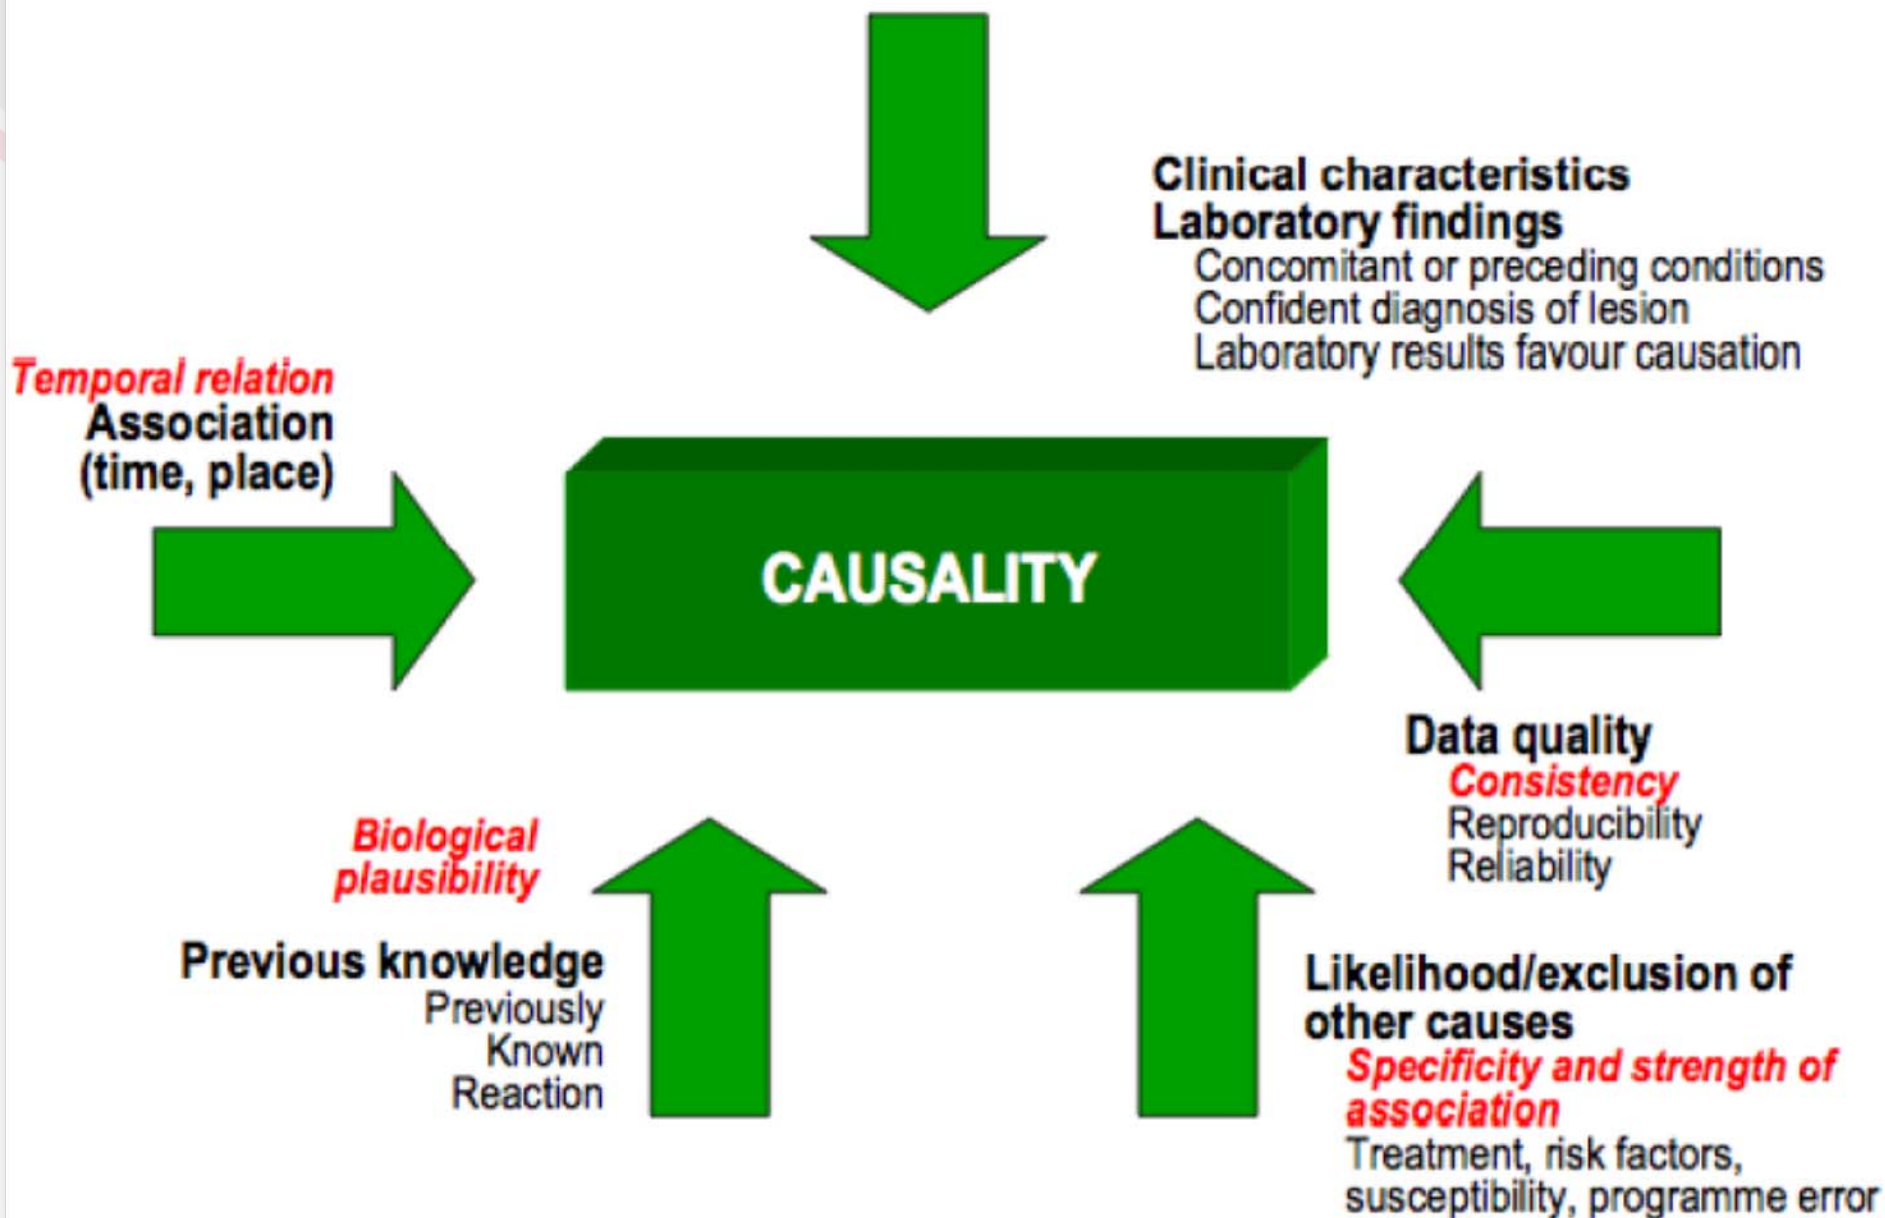 Clinical characteristics
Laboratory findings
Concomitant or preceding conditions
Confident diagnosis of lesion
Laboratory results favour causation
Temporal relation
Association
(time, place)
CAUSALITY
Data quality
Consistency
Reproducibility
Reliability
Biological
plausibility
Previous knowledge
Previously
Known
Reaction
Likelihood/exclusion of
other causes
Specificity and strength of
association
Treatment, risk factors,
susceptibility, programme error